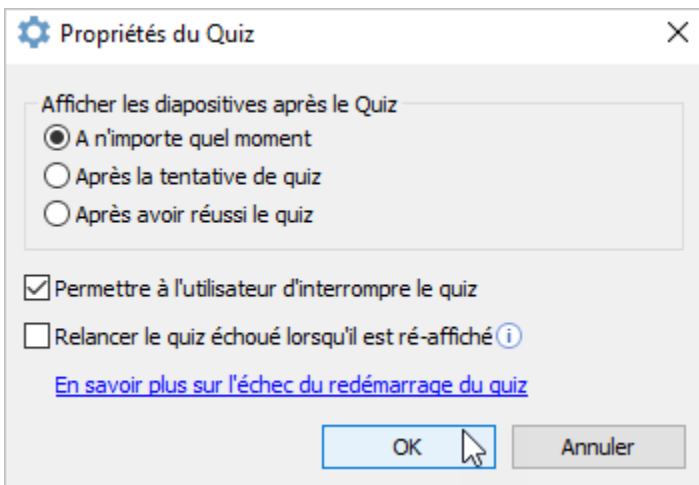 Propriétés du Quiz
Afficher les diapositives après le Quiz
A n'importe quel moment
Après la tentative de quiz
Après avoir réussi le quiz
Permettre à l'utilisateur d'interrompre le quiz
Relancer le quiz échoué lorsqu'il est ré-affiché
En savoir plus sur l'échec du redémarrage du quiz
OK Annuler